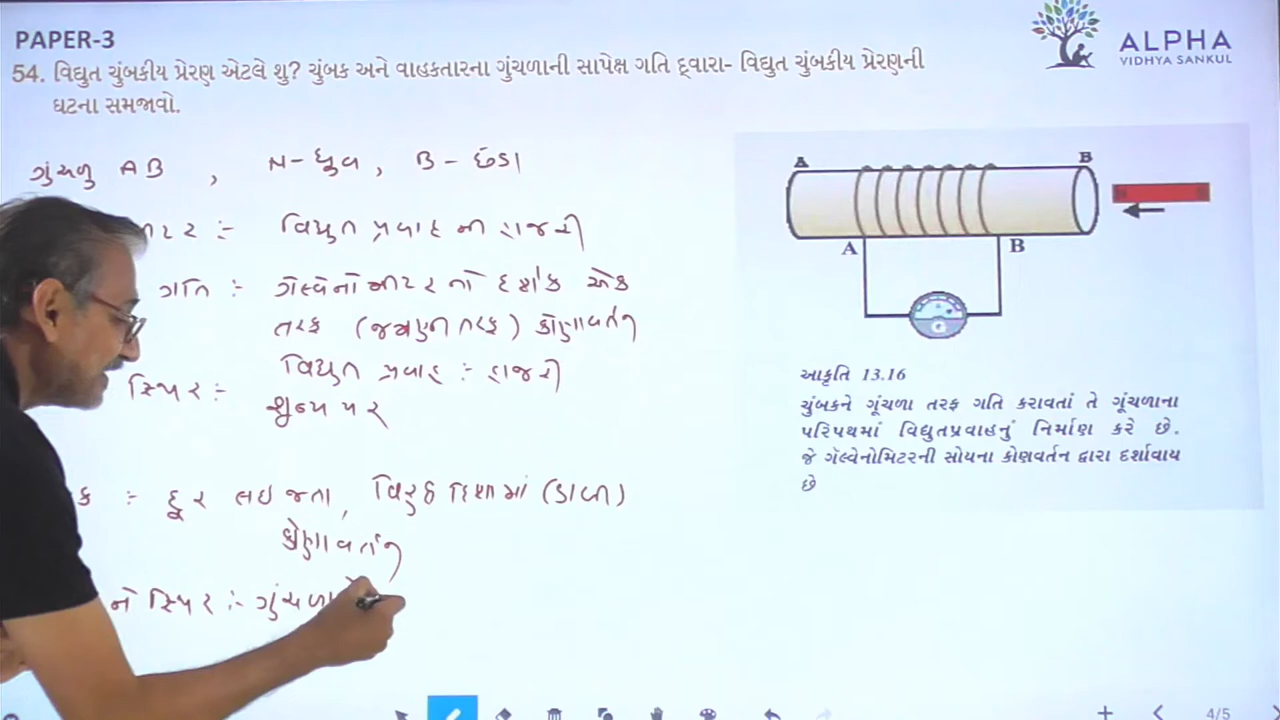 PAPER-3
54. વિદ્યુત ચુંબકીય પ્રેરણ એટલે શુ? ચુંબક અને વાહકતારના ગુંચળાની સાપેક્ષ ગતિ દ્વારા- વિદ્યુત ચુંબકીય પ્રેરણની
ઘટના સમજાવો.
ALPHA
VIDHYA SANKUL
ગુંચળુ AB , N-ધ્રુવ , B-છેડા
મીટર :- વિદ્યુત પ્રવાહ ની હાજરી
ગતિ :- ગેલ્વેનોમીટર નો દર્શક એક
તરફ (જમણી તરફ) કોણાવર્તન
વિદ્યુત પ્રવાહ :- હાજરી
સ્થિર :- શૂન્ય પર
ક :- દૂર લઇ જતા, વિરુદ્ધ દિશામાં (ડાબી)
કોણાવર્તન
ને સ્થિર :- ગુંચળા
A B
A B
G
આકૃતિ 13.16
ચુંબકને ગૂંચળા તરફ ગતિ કરાવતાં તે ગૂંચળાના
પરિપથમાં વિદ્યુતપ્રવાહનું નિર્માણ કરે છે.
જે ગૅલ્વેનોમિટરની સોયના કોણવર્તન દ્વારા દર્શાવાય
છે
4/5